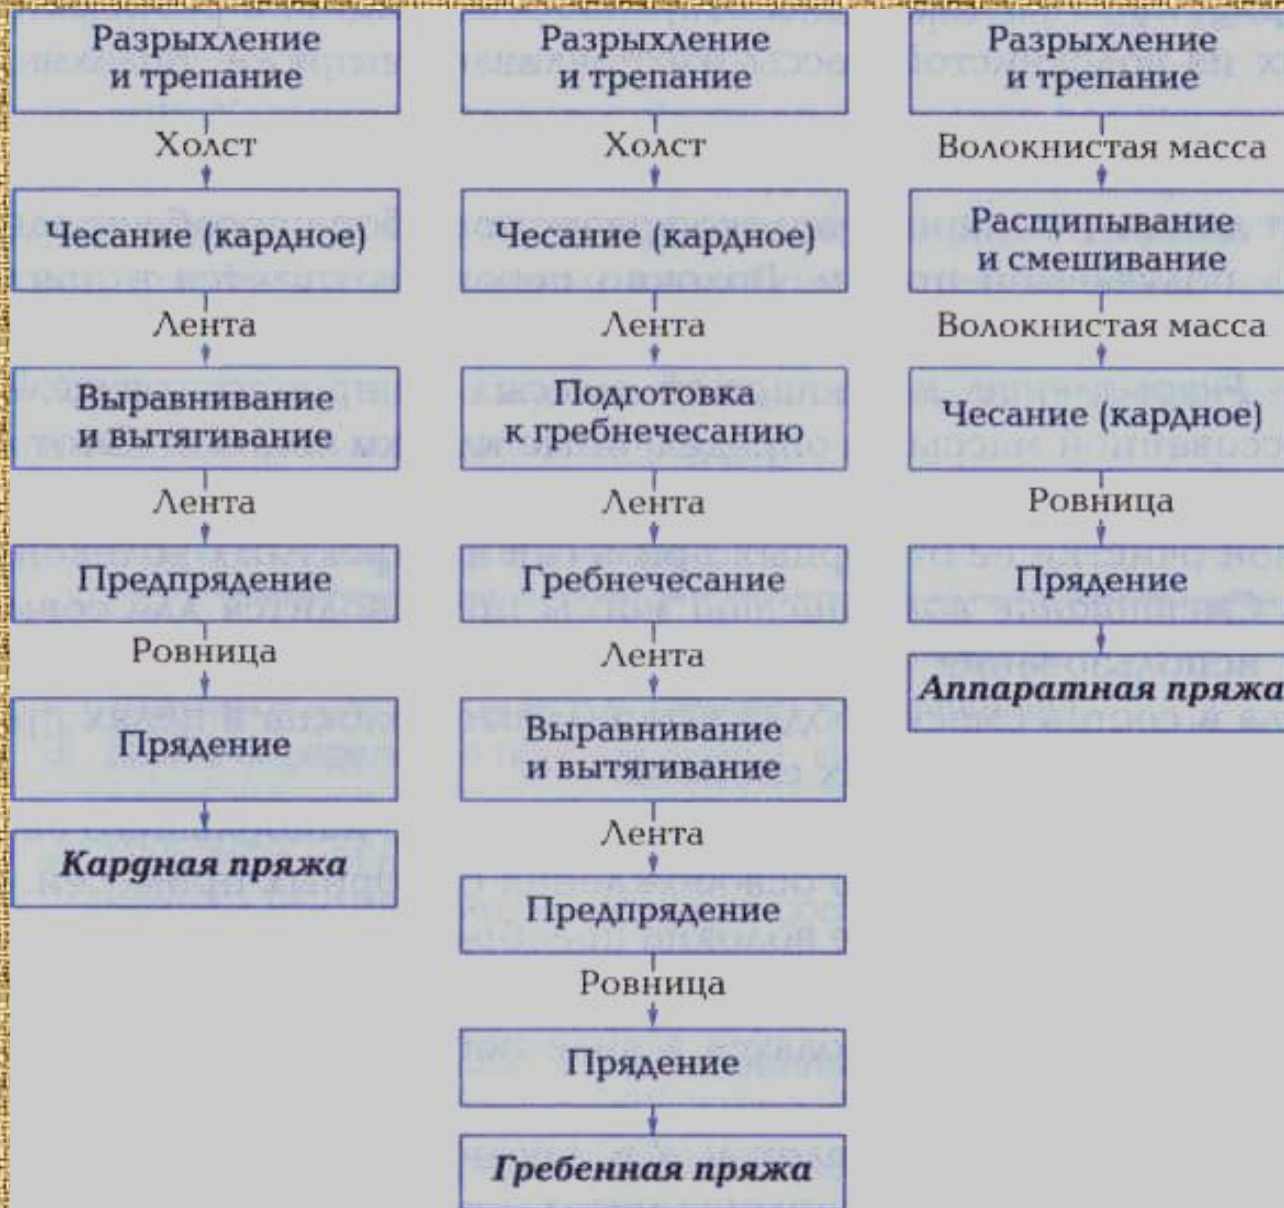 Разрыхление
и трепание
Холст
Чесание (кардное)
Лента
Выравнивание
и вытягивание
Лента
Предпрядение
Ровница
Прядение
Кардная пряжа
Разрыхление
и трепание
Холст
Чесание (кардное)
Лента
Подготовка
к гребнечесанию
Лента
Гребнечесание
Лента
Выравнивание
и вытягивание
Лента
Предпрядение
Ровница
Прядение
Гребенная пряжа
Разрыхление
и трепание
Волокнистая масса
Расщипывание
и смешивание
Волокнистая масса
Чесание (кардное)
Ровница
Прядение
Аппаратная пряжа